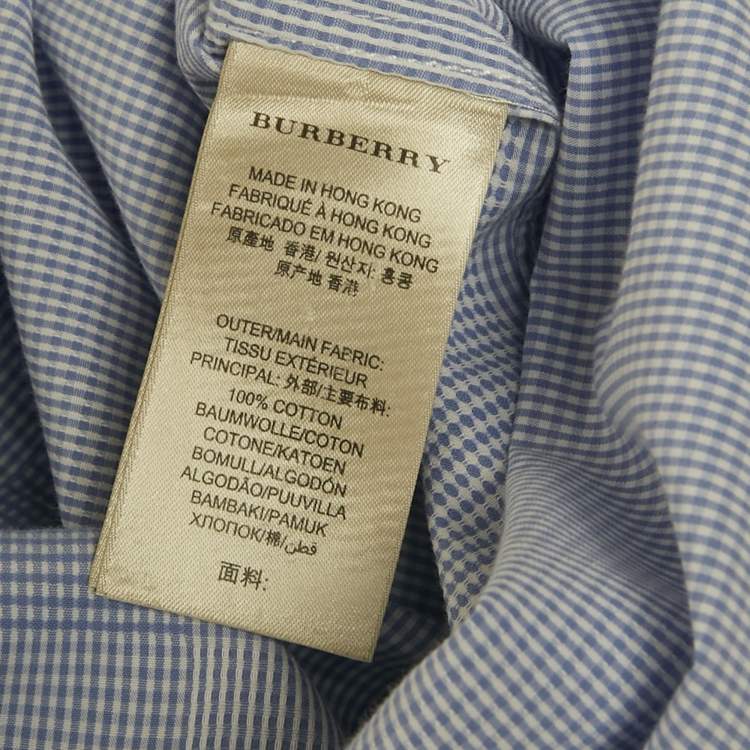 BURBERRY
MADE IN HONG KONG
FABRIQUÉ À HONG KONG
FABRICADO EM HONG KONG
原產地 香港/ 원산지: 홍콩
原产地 香港
OUTER/MAIN FABRIC:
TISSU EXTÉRIEUR
PRINCIPAL: 外部/主要布料:
100% COTTON
BAUMWOLLE/COTON
COTONE/KATOEN
BOMULL/ALGODÓN
ALGODÃO/PUUVILLA
BAMBAKI/PAMUK
ХЛОПОК/棉/قطن
面料: